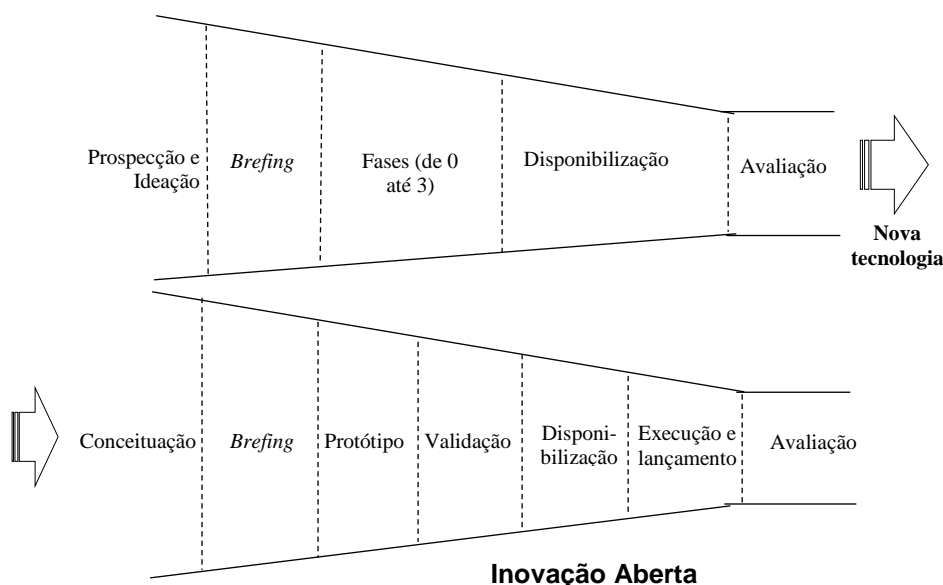 Prospecção e
Ideação
Brefing
Fases (de 0
até 3)
Disponibilização
Avaliação
Nova
tecnologia
Conceituação
Brefing
Protótipo
Validação
Disponi-
bilização
Execução e
lançamento
Avaliação
Inovação Aberta